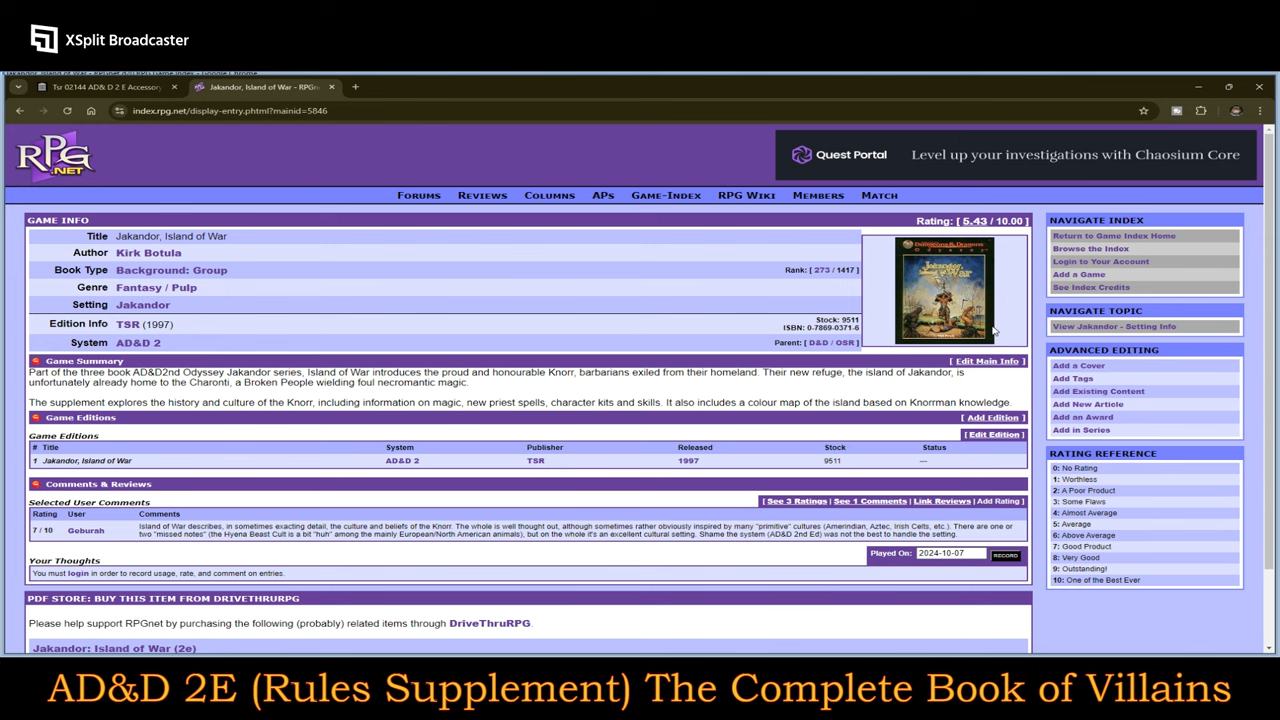 XSplit Broadcaster
Jakandor, Island of War - RPGnet d20 RPG Game Index - Google Chrome
Tsr 02144 AD& D 2 E Accessory
Jakandor, Island of War - RPGn
index.rpg.net/display-entry.phtml?mainid=5846
RPG
.NET
Quest Portal Level up your investigations with Chaosium Core
FORUMS REVIEWS COLUMNS APS GAME-INDEX RPG WIKI MEMBERS MATCH
GAME INFO Rating: [ 5.43 / 10.00 ]
Title Jakandor, Island of War
Author Kirk Botula
Book Type Background: Group Rank: [ 273 / 1417 ]
Genre Fantasy / Pulp
Setting Jakandor
Edition Info TSR (1997) Stock: 9511
ISBN: 0-7869-0371-6
System AD&D 2 Parent: [ D&D / OSR ]
Dungeons & Dragons
Odyssey
Jakandor
Island of War
Game Summary [ Edit Main Info ]
Part of the three book AD&D2nd Odyssey Jakandor series, Island of War introduces the proud and honourable Knorr, barbarians exiled from their homeland. Their new refuge, the island of Jakandor, is
unfortunately already home to the Charonti, a Broken People wielding foul necromantic magic.
The supplement explores the history and culture of the Knorr, including information on magic, new priest spells, character kits and skills. It also includes a colour map of the island based on Knorrman knowledge.
Game Editions [ Add Edition ]
Game Editions [ Edit Edition ]
# Title System Publisher Released Stock Status
1 Jakandor, Island of War AD&D 2 TSR 1997 9511 ---
Comments & Reviews
Selected User Comments [ See 3 Ratings | See 1 Comments | Link Reviews | Add Rating ]
Rating User Comments
7 / 10 Geburah Island of War describes, in sometimes exacting detail, the culture and beliefs of the Knorr. The whole is well thought out, although sometimes rather obviously inspired by many "primitive" cultures (Amerindian, Aztec, Irish Celts, etc.). There are one or
two "missed notes" (the Hyena Beast Cult is a bit "huh" among the mainly European/North American animals), but on the whole it's an excellent cultural setting. Shame the system (AD&D 2nd Ed) was not the best to handle the setting.
Your Thoughts Played On: 2024-10-07 RECORD
You must login in order to record usage, rate, and comment on entries.
PDF STORE: BUY THIS ITEM FROM DRIVETHRURPG
Please help support RPGnet by purchasing the following (probably) related items through DriveThruRPG.
Jakandor: Island of War (2e)
NAVIGATE INDEX
Return to Game Index Home
Browse the Index
Login to Your Account
Add a Game
See Index Credits
NAVIGATE TOPIC
View Jakandor - Setting Info
ADVANCED EDITING
Add a Cover
Add Tags
Add Existing Content
Add New Article
Add an Award
Add in Series
RATING REFERENCE
0: No Rating
1: Worthless
2: A Poor Product
3: Some Flaws
4: Almost Average
5: Average
6: Above Average
7: Good Product
8: Very Good
9: Outstanding!
10: One of the Best Ever
AD&D 2E (Rules Supplement) The Complete Book of Villains